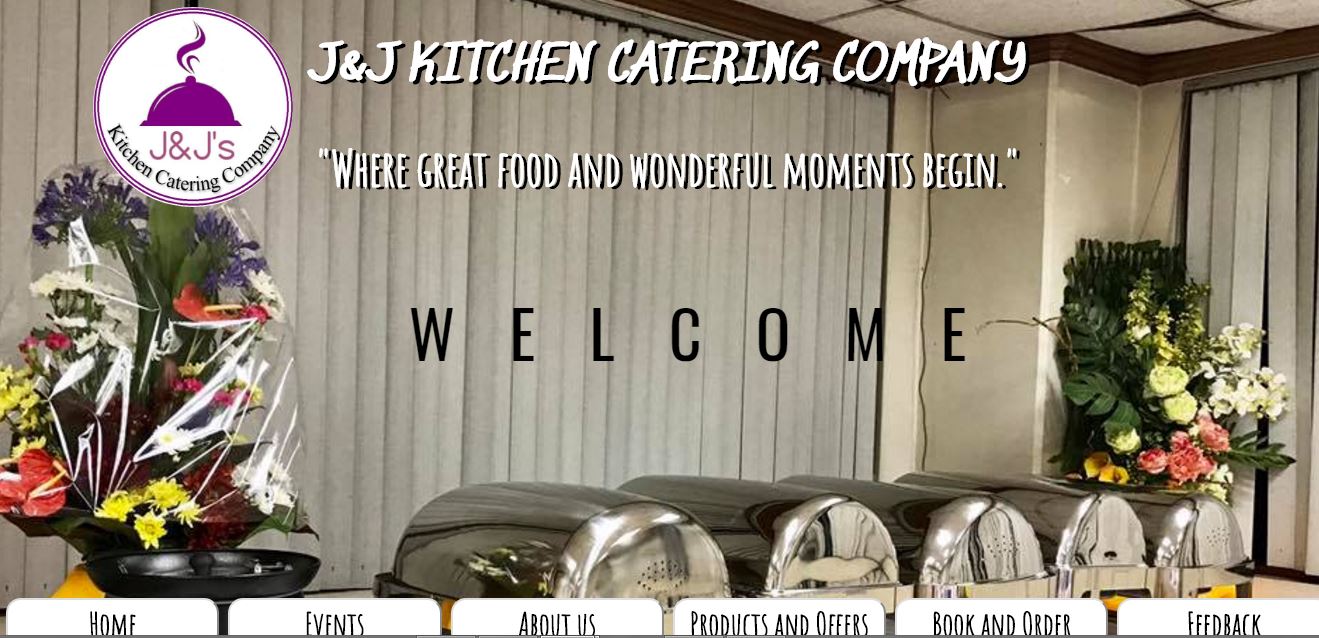 J&J KITCHEN CATERING COMPANY
J&J's
Kitchen Catering Company
"WHERE GREAT FOOD AND WONDERFUL MOMENTS BEGIN."
WELCOME
HOME
EVENTS
ABOUT US
PRODUCTS AND OFFERS
BOOK AND ORDER
FEEDBACK